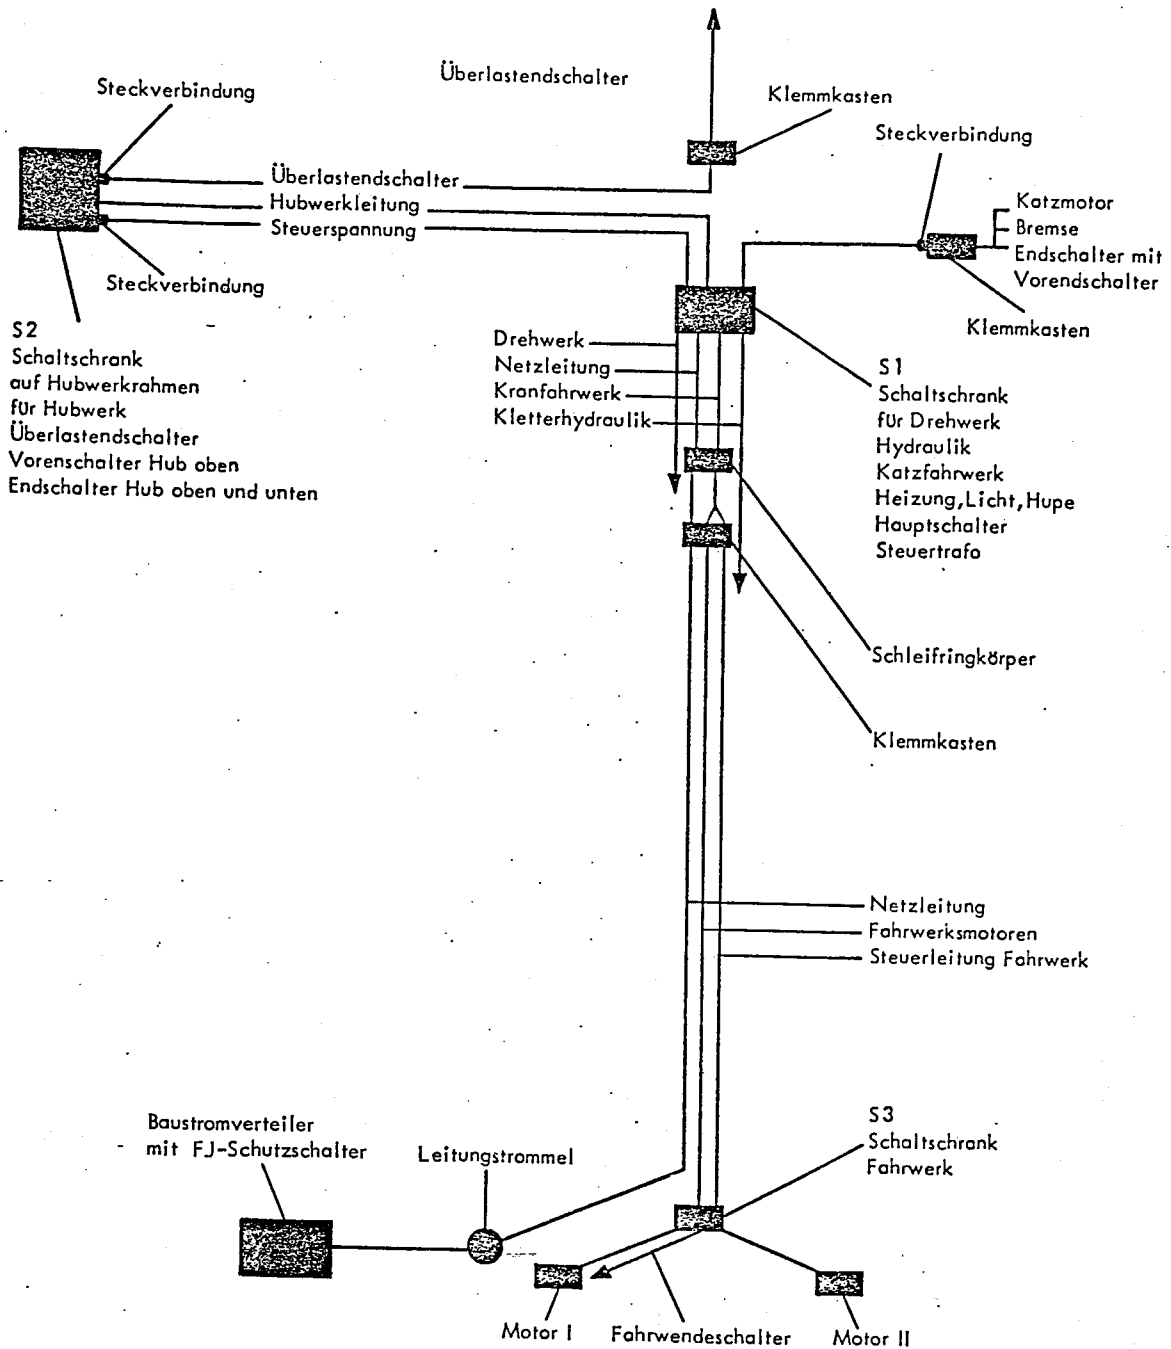 Überlastendschalter
Steckverbindung
Klemmkasten
Steckverbindung
Überlastendschalter
Hubwerkleitung
Steuerspannung
Katzmotor
Bremse
Endschalter mit
Vorendschalter
Steckverbindung
Klemmkasten
S2
Schaltschrank
auf Hubwerkrahmen
für Hubwerk
Überlastendschalter
Vorenschalter Hub oben
Endschalter Hub oben und unten
Drehwerk
Netzleitung
Kranfahrwerk
Kletterhydraulik
S1
Schaltschrank
für Drehwerk
Hydraulik
Katzfahrwerk
Heizung,Licht,Hupe
Hauptschalter
Steuertrafo
Schleifringkörper
Klemmkasten
Netzleitung
Fahrwerksmotoren
Steuerleitung Fahrwerk
Baustromverteiler
mit FJ-Schutzschalter
Leitungstrommel
S3
Schaltschrank
Fahrwerk
Motor I
Fahrwendeschalter
Motor II